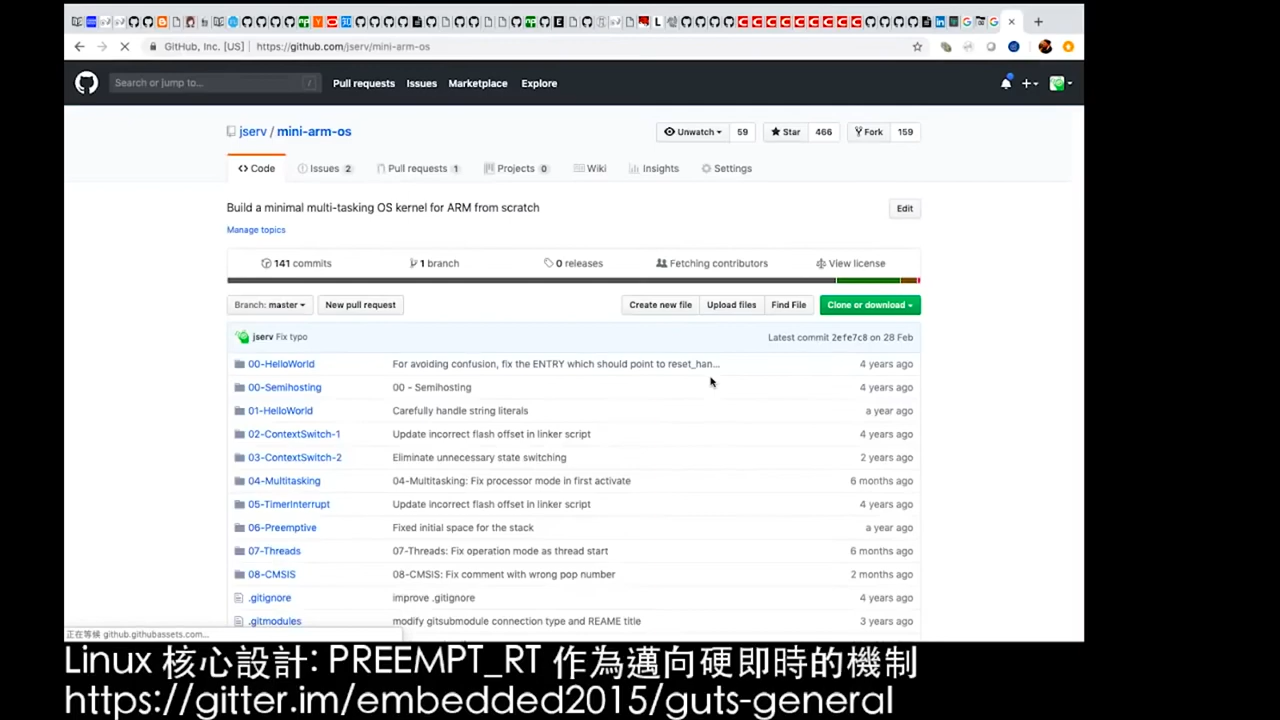 GitHub, Inc. [US] | https://github.com/jserv/mini-arm-os
Search or jump to... / Pull requests Issues Marketplace Explore
jserv / mini-arm-os Unwatch 59 Star 466 Fork 159
Code Issues 2 Pull requests 1 Projects 0 Wiki Insights Settings
Build a minimal multi-tasking OS kernel for ARM from scratch Edit
Manage topics
141 commits 1 branch 0 releases Fetching contributors View license
Branch: master New pull request Create new file Upload files Find File Clone or download
jserv Fix typo Latest commit 2efe7c8 on 28 Feb
00-HelloWorld For avoiding confusion, fix the ENTRY which should point to reset_han... 4 years ago
00-Semihosting 00 - Semihosting 4 years ago
01-HelloWorld Carefully handle string literals a year ago
02-ContextSwitch-1 Update incorrect flash offset in linker script 4 years ago
03-ContextSwitch-2 Eliminate unnecessary state switching 2 years ago
04-Multitasking 04-Multitasking: Fix processor mode in first activate 6 months ago
05-TimerInterrupt Update incorrect flash offset in linker script 4 years ago
06-Preemptive Fixed initial space for the stack a year ago
07-Threads 07-Threads: Fix operation mode as thread start 6 months ago
08-CMSIS 08-CMSIS: Fix comment with wrong pop number 2 months ago
.gitignore improve .gitignore 4 years ago
.gitmodules modify gitsubmodule connection type and REAME title 3 years ago
正在等候 github.githubassets.com...
Linux 核心設計: PREEMPT_RT 作為邁向硬即時的機制
https://gitter.im/embedded2015/guts-general